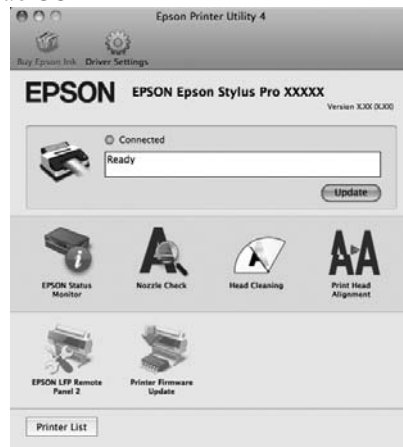 Epson Printer Utility 4
Buy Epson Ink Driver Settings
EPSON EPSON Epson Stylus Pro XXXXX
Version X.XX (X.XX)
Connected
Ready
Update
EPSON Status Monitor
Nozzle Check
Head Cleaning
Print Head Alignment
EPSON LFP Remote Panel 2
Printer Firmware Update
Printer List